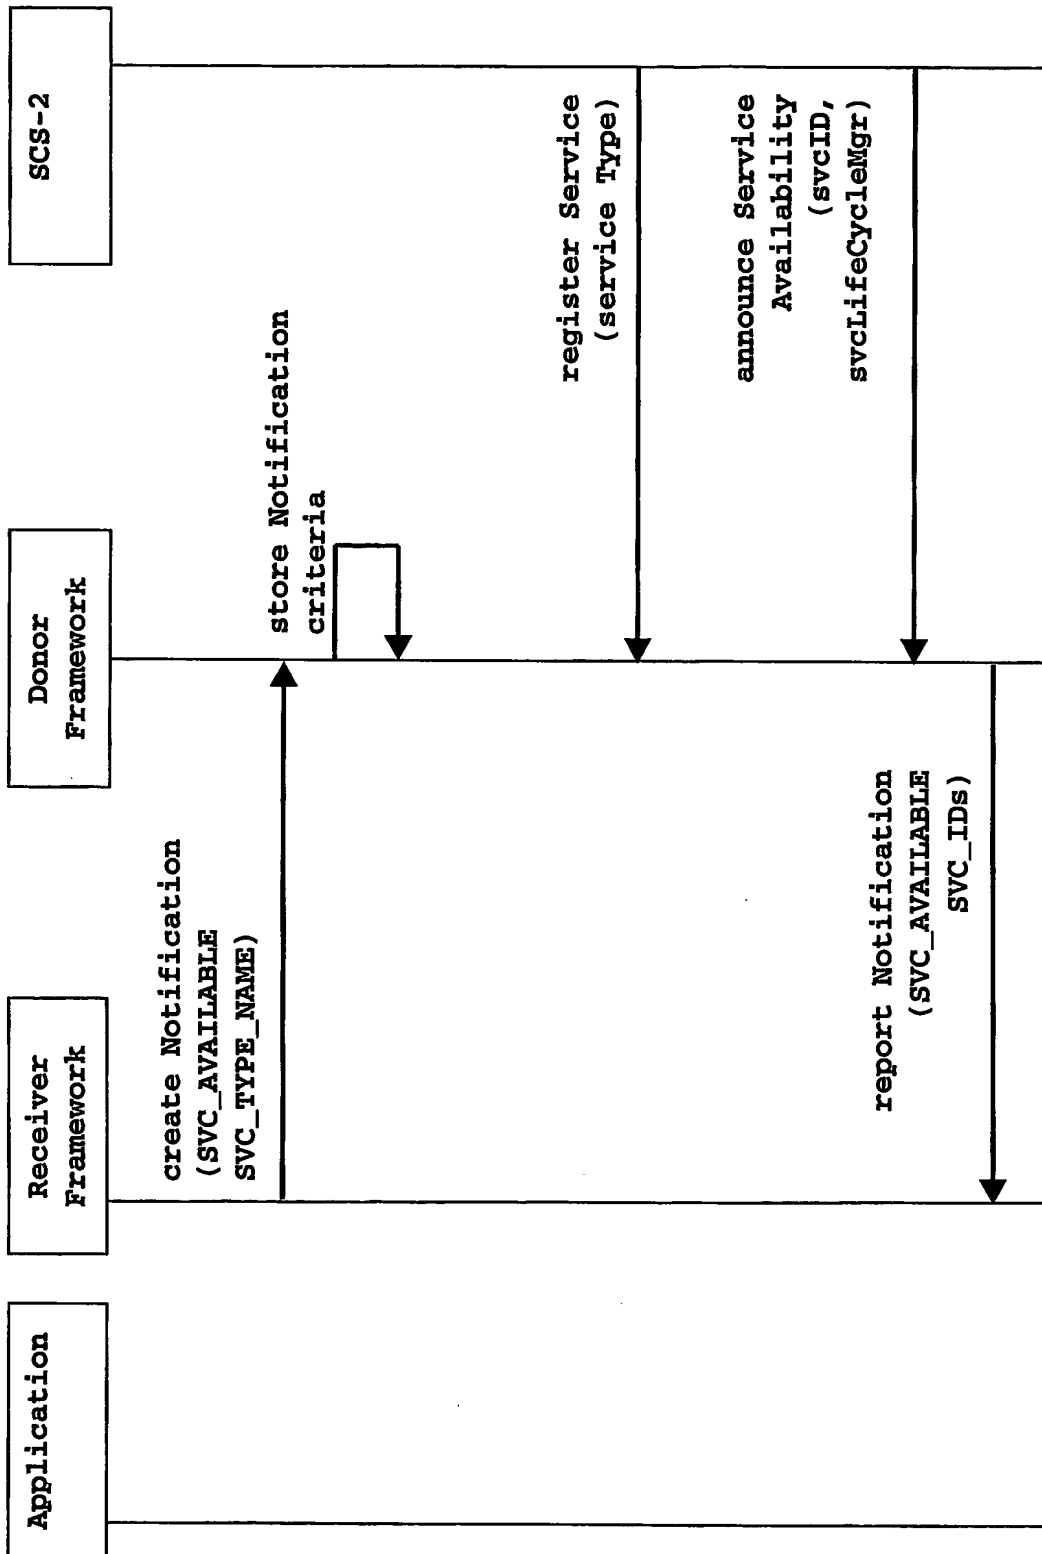 Application
Receiver
Framework
Donor
Framework
SCS-2
create Notification
(SVC_AVAILABLE
SVC_TYPE_NAME)
store Notification
criteria
register Service
(service Type)
announce Service
Availability
(svcID,
svcLifeCycleMgr)
report Notification
(SVC_AVAILABLE
SVC_IDs)